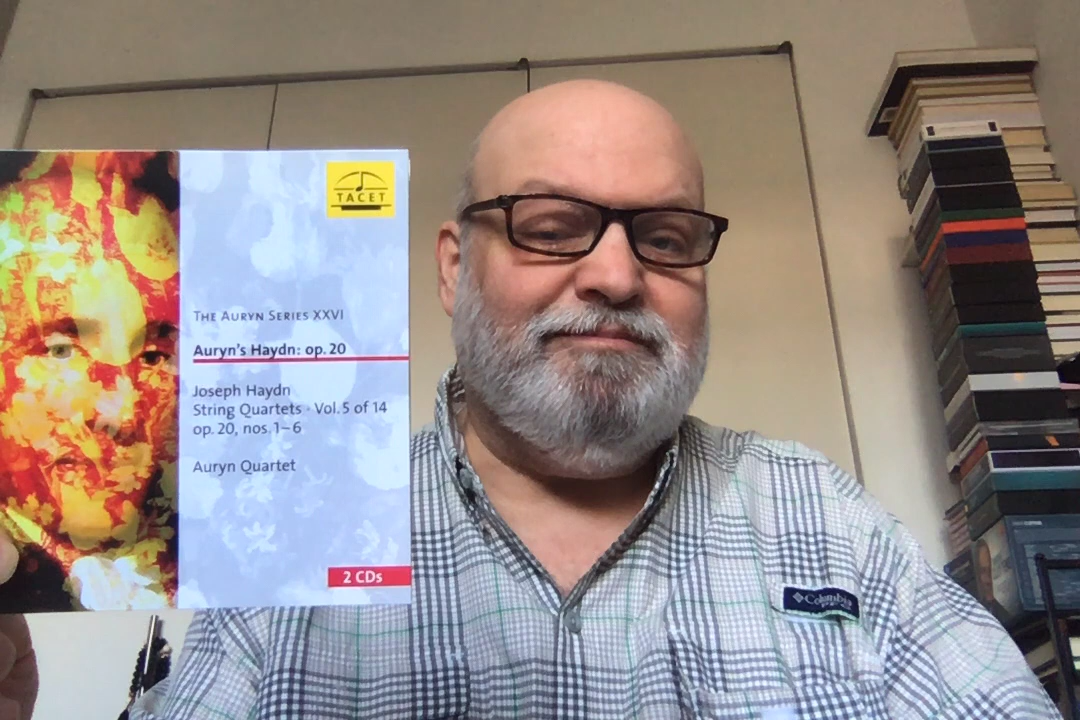 TACET
THE AURYN SERIES XXVI
Auryn's Haydn: op. 20
Joseph Haydn
String Quartets · Vol. 5 of 14
op. 20, nos. 1–6
Auryn Quartet
2 CDs
Columbia